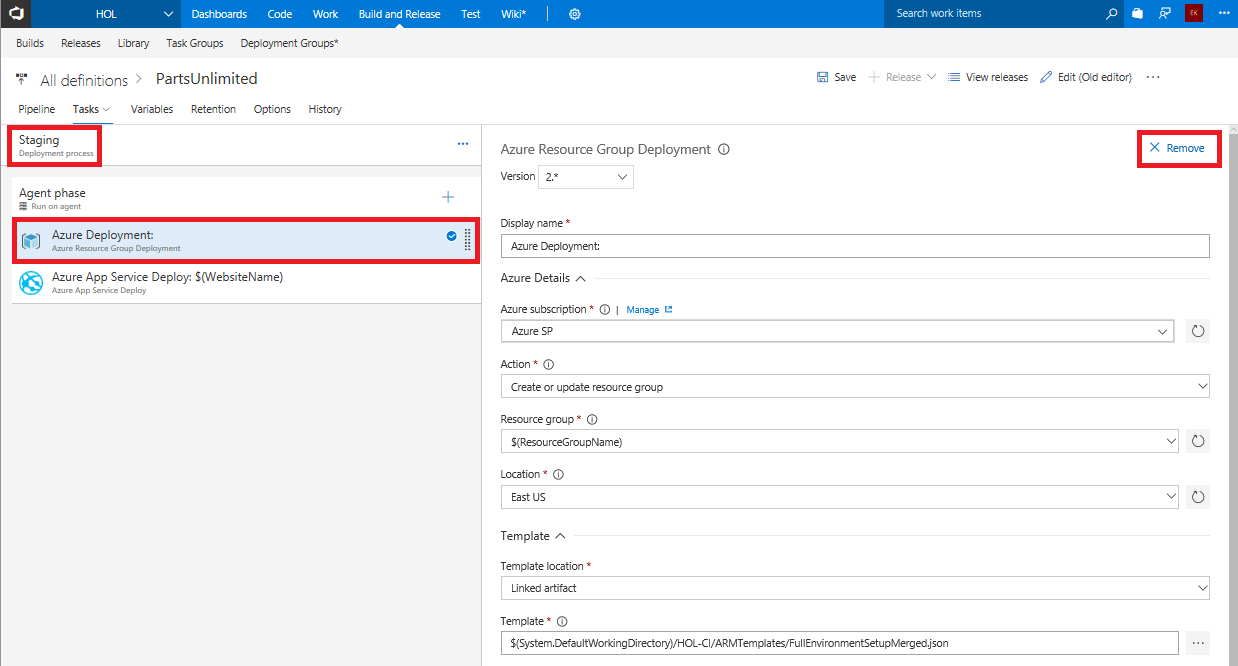 HOL Dashboards Code Work Build and Release Test Wiki* Search work items EK
Builds Releases Library Task Groups Deployment Groups*
All definitions > PartsUnlimited Save Release View releases Edit (Old editor) ...
Pipeline Tasks Variables Retention Options History
Staging
Deployment process
...
Agent phase
Run on agent
Azure Deployment:
Azure Resource Group Deployment
Azure App Service Deploy: $(WebsiteName)
Azure App Service Deploy
Azure Resource Group Deployment
Remove
Version 2.*
Display name *
Azure Deployment:
Azure Details
Azure subscription * | Manage
Azure SP
Action *
Create or update resource group
Resource group *
$(ResourceGroupName)
Location *
East US
Template
Template location *
Linked artifact
Template *
$(System.DefaultWorkingDirectory)/HOL-CI/ARMTemplates/FullEnvironmentSetupMerged.json ...